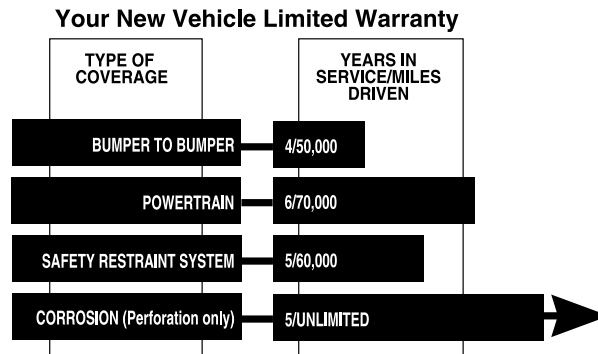 Your New Vehicle Limited Warranty
TYPE OF
COVERAGE
YEARS IN
SERVICE/MILES
DRIVEN
BUMPER TO BUMPER
4/50,000
POWERTRAIN
6/70,000
SAFETY RESTRAINT SYSTEM
5/60,000
CORROSION (Perforation only)
5/UNLIMITED